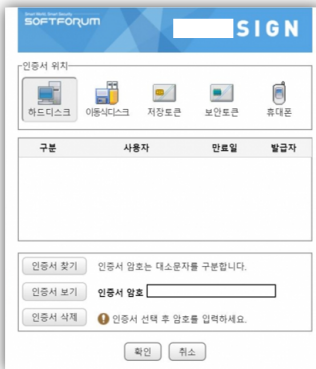 SOFTFORUM
SIGN
인증서 위치
하드디스크 이동식디스크 저장토큰 보안토큰 휴대폰
구분 사용자 만료일 발급자
인증서 찾기 인증서 암호는 대소문자를 구분합니다.
인증서 보기 인증서 암호
인증서 삭제 인증서 선택 후 암호를 입력하세요.
확인 취소